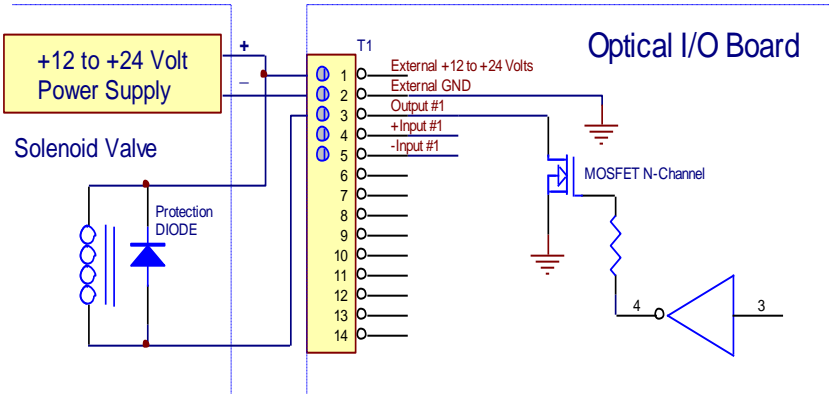 +12 to +24 Volt
Power Supply
+
–
Solenoid Valve
Protection
DIODE
T1
Optical I/O Board
1 External +12 to +24 Volts
2 External GND
3 Output #1
4 +Input #1
5 -Input #1
6
7
8
9
10
11
12
13
14
MOSFET N-Channel
4 3